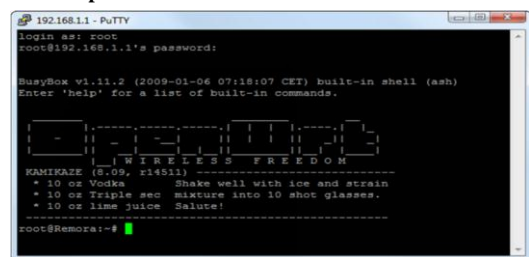 192.168.1.1 - PuTTY
login as: root
root@192.168.1.1's password:
BusyBox v1.11.2 (2009-01-06 07:18:07 CET) built-in shell (ash)
Enter 'help' for a list of built-in commands.
OpenWrt
W I R E L E S S   F R E E D O M
KAMIKAZE (8.09, r14511) ----------------------------
* 10 oz Vodka       Shake well with ice and strain
* 10 oz Triple sec  mixture into 10 shot glasses.
* 10 oz lime juice  Salute!
---------------------------------------------------
root@Remora:~#